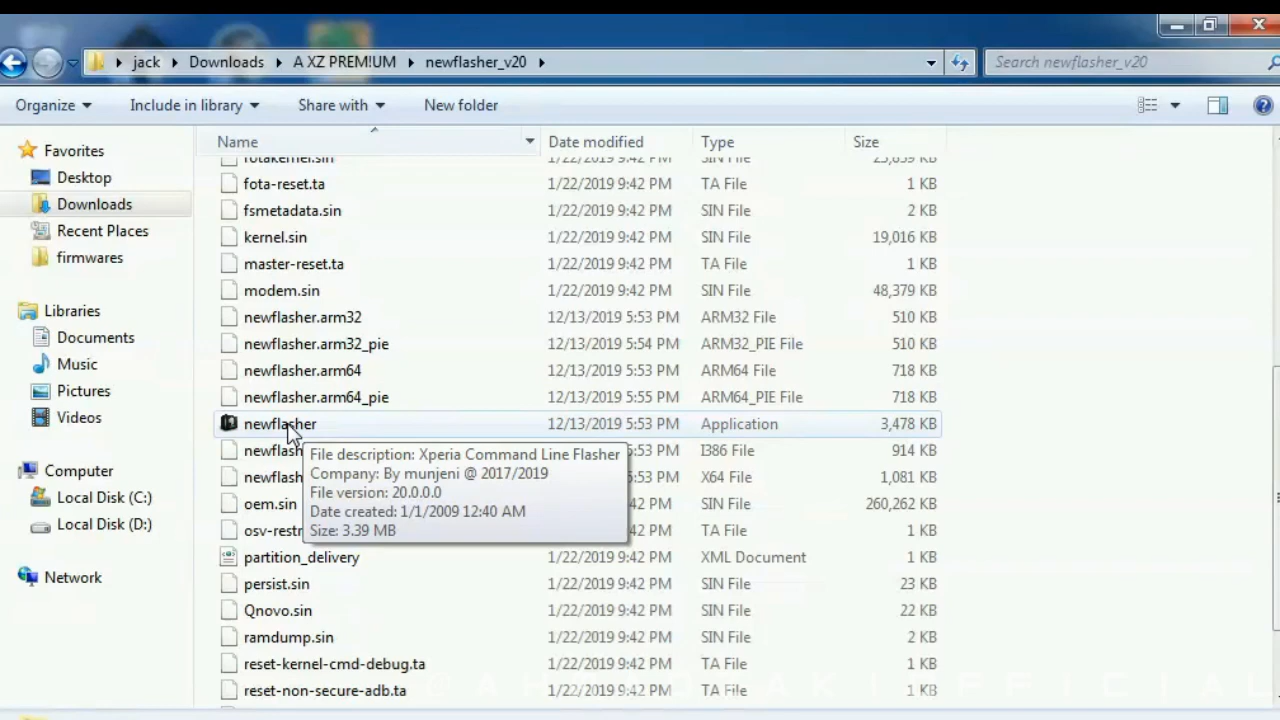 jack Downloads A XZ PREM!UM newflasher_v20 Search newflasher_v20
Organize Include in library Share with New folder
Name Date modified Type Size
Favorites
Desktop
Downloads
Recent Places
firmwares
Libraries
Documents
Music
Pictures
Videos
Computer
Local Disk (C:)
Local Disk (D:)
Network
fotakernel.sin 1/22/2019 9:42 PM SIN File 23,859 KB
fota-reset.ta 1/22/2019 9:42 PM TA File 1 KB
fsmetadata.sin 1/22/2019 9:42 PM SIN File 2 KB
kernel.sin 1/22/2019 9:42 PM SIN File 19,016 KB
master-reset.ta 1/22/2019 9:42 PM TA File 1 KB
modem.sin 1/22/2019 9:42 PM SIN File 48,379 KB
newflasher.arm32 12/13/2019 5:53 PM ARM32 File 510 KB
newflasher.arm32_pie 12/13/2019 5:54 PM ARM32_PIE File 510 KB
newflasher.arm64 12/13/2019 5:53 PM ARM64 File 718 KB
newflasher.arm64_pie 12/13/2019 5:55 PM ARM64_PIE File 718 KB
newflasher 12/13/2019 5:53 PM Application 3,478 KB
newflash 5:53 PM I386 File 914 KB
newflash 5:53 PM X64 File 1,081 KB
oem.sin 42 PM SIN File 260,262 KB
osv-restr 42 PM TA File 1 KB
File description: Xperia Command Line Flasher
Company: By munjeni @ 2017/2019
File version: 20.0.0.0
Date created: 1/1/2009 12:40 AM
Size: 3.39 MB
partition_delivery 1/22/2019 9:42 PM XML Document 1 KB
persist.sin 1/22/2019 9:42 PM SIN File 23 KB
Qnovo.sin 1/22/2019 9:42 PM SIN File 22 KB
ramdump.sin 1/22/2019 9:42 PM SIN File 2 KB
reset-kernel-cmd-debug.ta 1/22/2019 9:42 PM TA File 1 KB
reset-non-secure-adb.ta 1/22/2019 9:42 PM TA File 1 KB